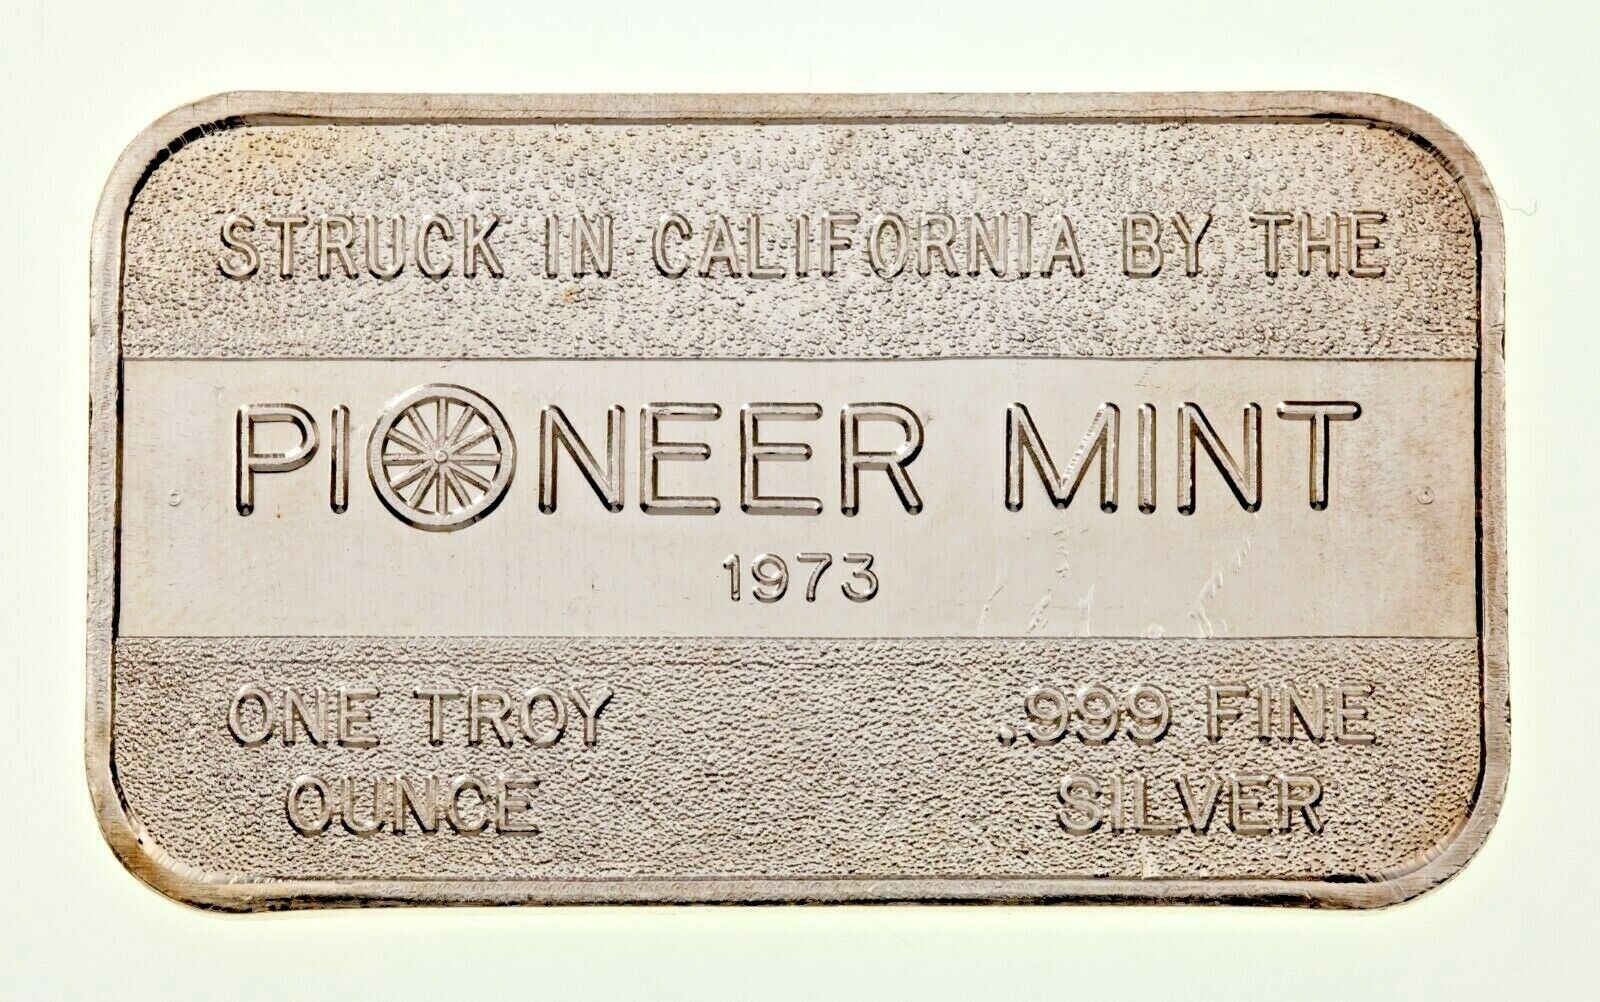 STRUCK IN CALIFORNIA BY THE
PIONEER MINT
1973
ONE TROY
OUNCE
.999 FINE
SILVER